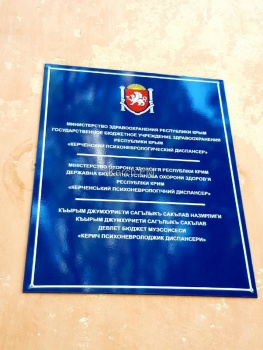 МИНИСТЕРСТВО ЗДРАВООХРАНЕНИЯ РЕСПУБЛИКИ КРЫМ
ГОСУДАРСТВЕННОЕ БЮДЖЕТНОЕ УЧРЕЖДЕНИЕ ЗДРАВООХРАНЕНИЯ
РЕСПУБЛИКИ КРЫМ
«КЕРЧЕНСКИЙ ПСИХОНЕВРОЛОГИЧЕСКИЙ ДИСПАНСЕР»
МІНІСТЕРСТВО ОХОРОНИ ЗДОРОВ'Я РЕСПУБЛІКИ КРИМ
ДЕРЖАВНА БЮДЖЕТНА УСТАНОВА ОХОРОНИ ЗДОРОВ'Я
РЕСПУБЛІКИ КРИМ
«КЕРЧЕНСЬКИЙ ПСИХОНЕВРОЛОГІЧНИЙ ДИСПАНСЕР»
КЪЫРЫМ ДЖУМХУРИЕТИ САГЪЛЫКЪ САКЪЛАВ НАЗИРЛИГИ
КЪЫРЫМ ДЖУМХУРИЕТИ САГЪЛЫКЪ САКЪЛАВ
ДЕВЛЕТ БЮДЖЕТ МУЭССИСЕСИ
«КЕРИЧ ПСИХОНЕВРОЛОДЖИК ДИСПАНСЕРИ»